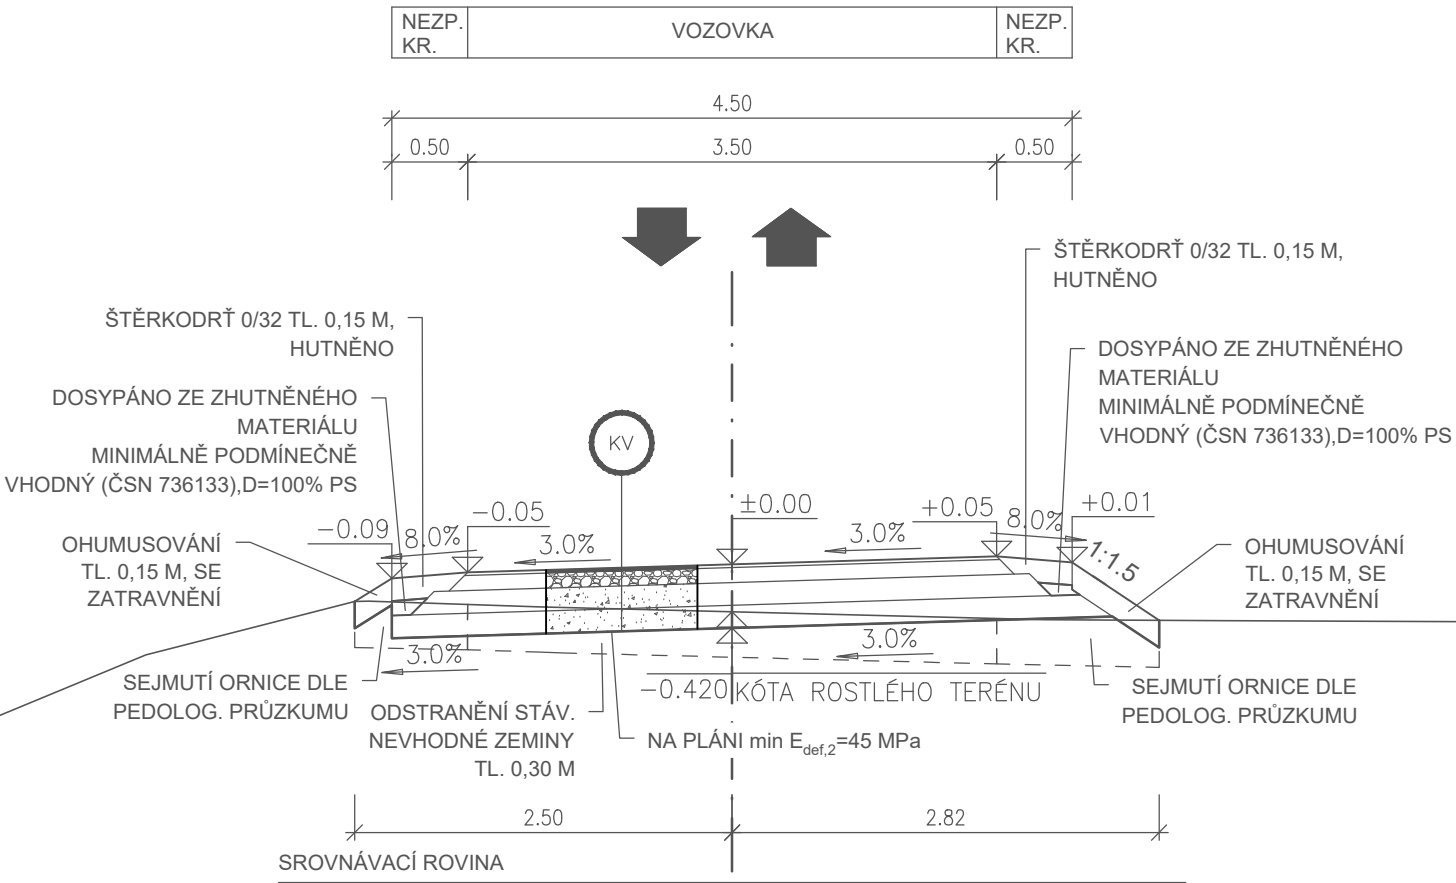 NEZP.
KR.
VOZOVKA
NEZP.
KR.
4.50
0.50
3.50
0.50
ŠTĚRKODRŤ 0/32 TL. 0,15 M,
HUTNĚNO
ŠTĚRKODRŤ 0/32 TL. 0,15 M,
HUTNĚNO
DOSYPÁNO ZE ZHUTNĚNÉHO
MATERIÁLU
MINIMÁLNĚ PODMÍNEČNĚ
VHODNÝ (ČSN 736133),D=100% PS
DOSYPÁNO ZE ZHUTNĚNÉHO
MATERIÁLU
MINIMÁLNĚ PODMÍNEČNĚ
VHODNÝ (ČSN 736133),D=100% PS
KV
-0.09
8.0%
-0.05
3.0%
±0.00
3.0%
+0.05
8.0%
+0.01
1:1.5
OHUMUSOVÁNÍ
TL. 0,15 M, SE
ZATRAVNĚNÍ
OHUMUSOVÁNÍ
TL. 0,15 M, SE
ZATRAVNĚNÍ
3.0%
3.0%
-0.420 KÓTA ROSTLÉHO TERÉNU
SEJMUTÍ ORNICE DLE
PEDOLOG. PRŮZKUMU
ODSTRANĚNÍ STÁV.
NEVHODNÉ ZEMINY
TL. 0,30 M
NA PLÁNI min Edef,2=45 MPa
SEJMUTÍ ORNICE DLE
PEDOLOG. PRŮZKUMU
2.50
2.82
SROVNÁVACÍ ROVINA